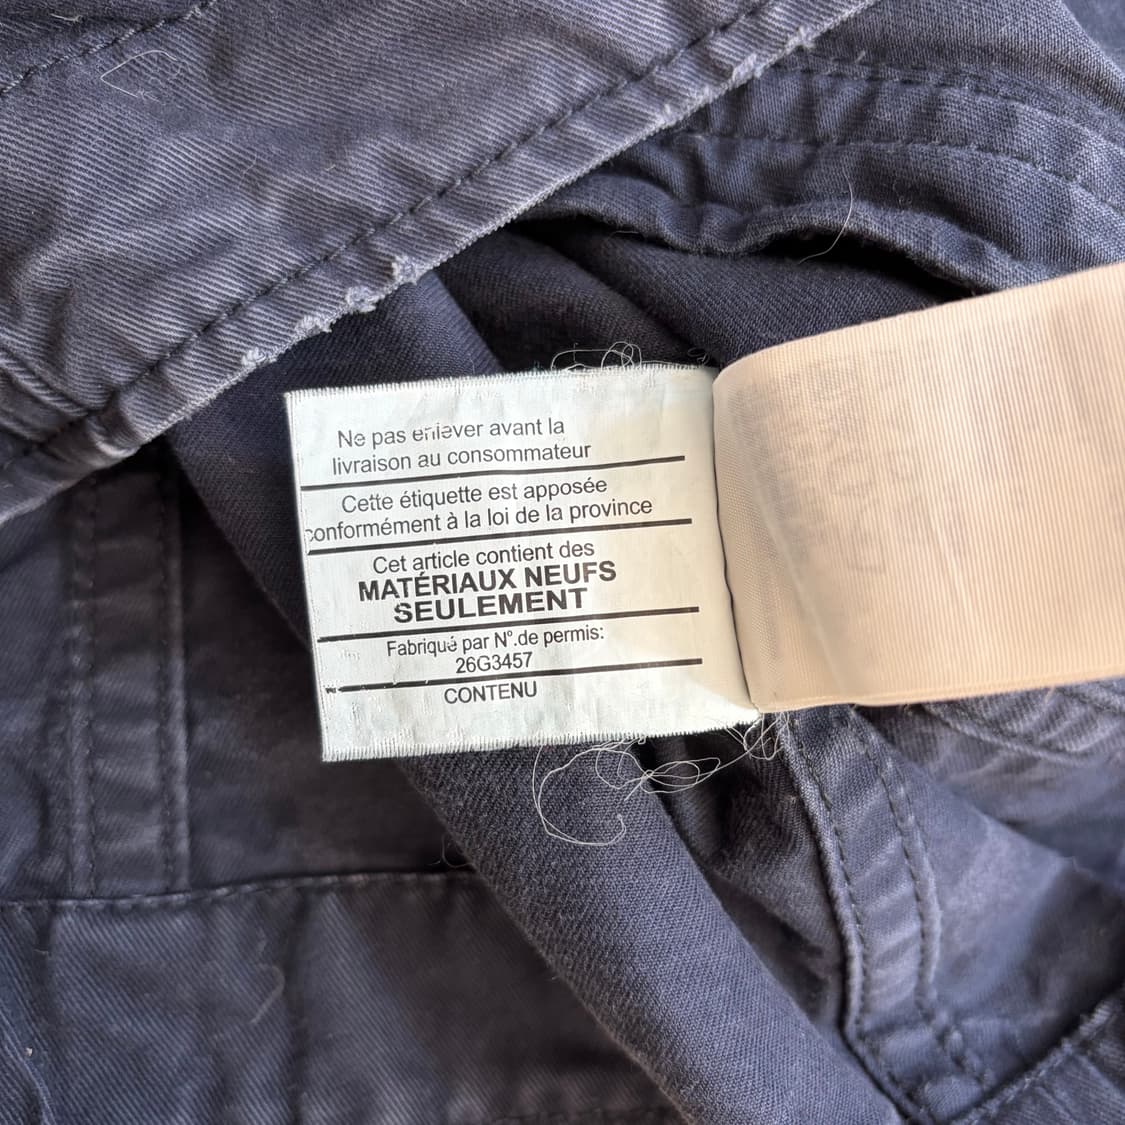 Ne pas enlever avant la
livraison au consommateur
Cette étiquette est apposée
conformément à la loi de la province
Cet article contient des
MATÉRIAUX NEUFS
SEULEMENT
Fabriqué par N°.de permis:
26G3457
CONTENU